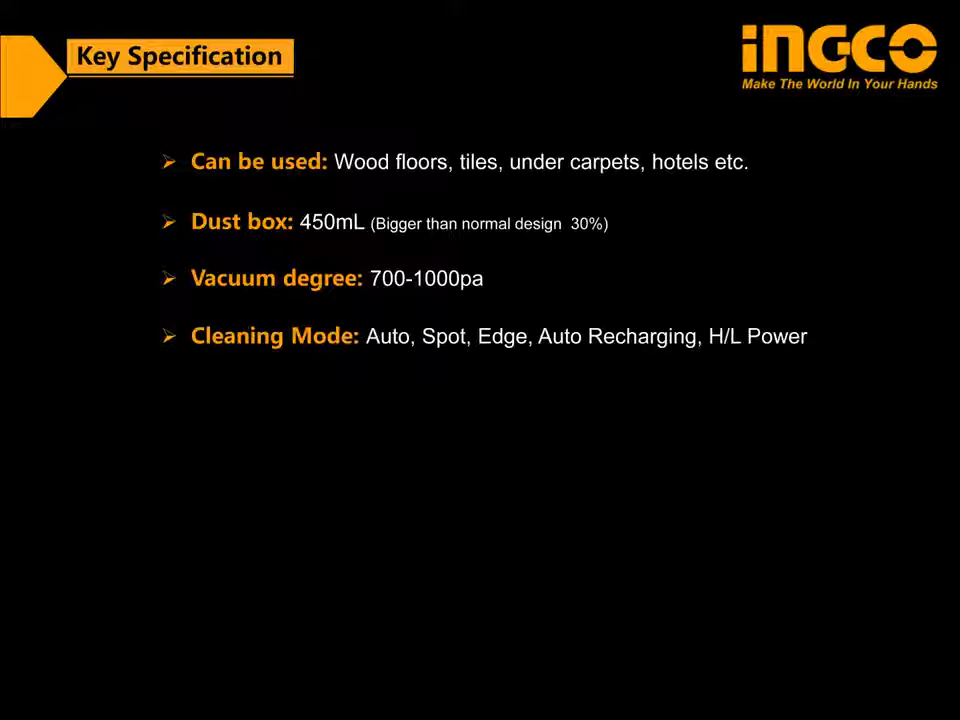 Key Specification
INGCO
Make The World In Your Hands
Can be used: Wood floors, tiles, under carpets, hotels etc.
Dust box: 450mL (Bigger than normal design 30%)
Vacuum degree: 700-1000pa
Cleaning Mode: Auto, Spot, Edge, Auto Recharging, H/L Power